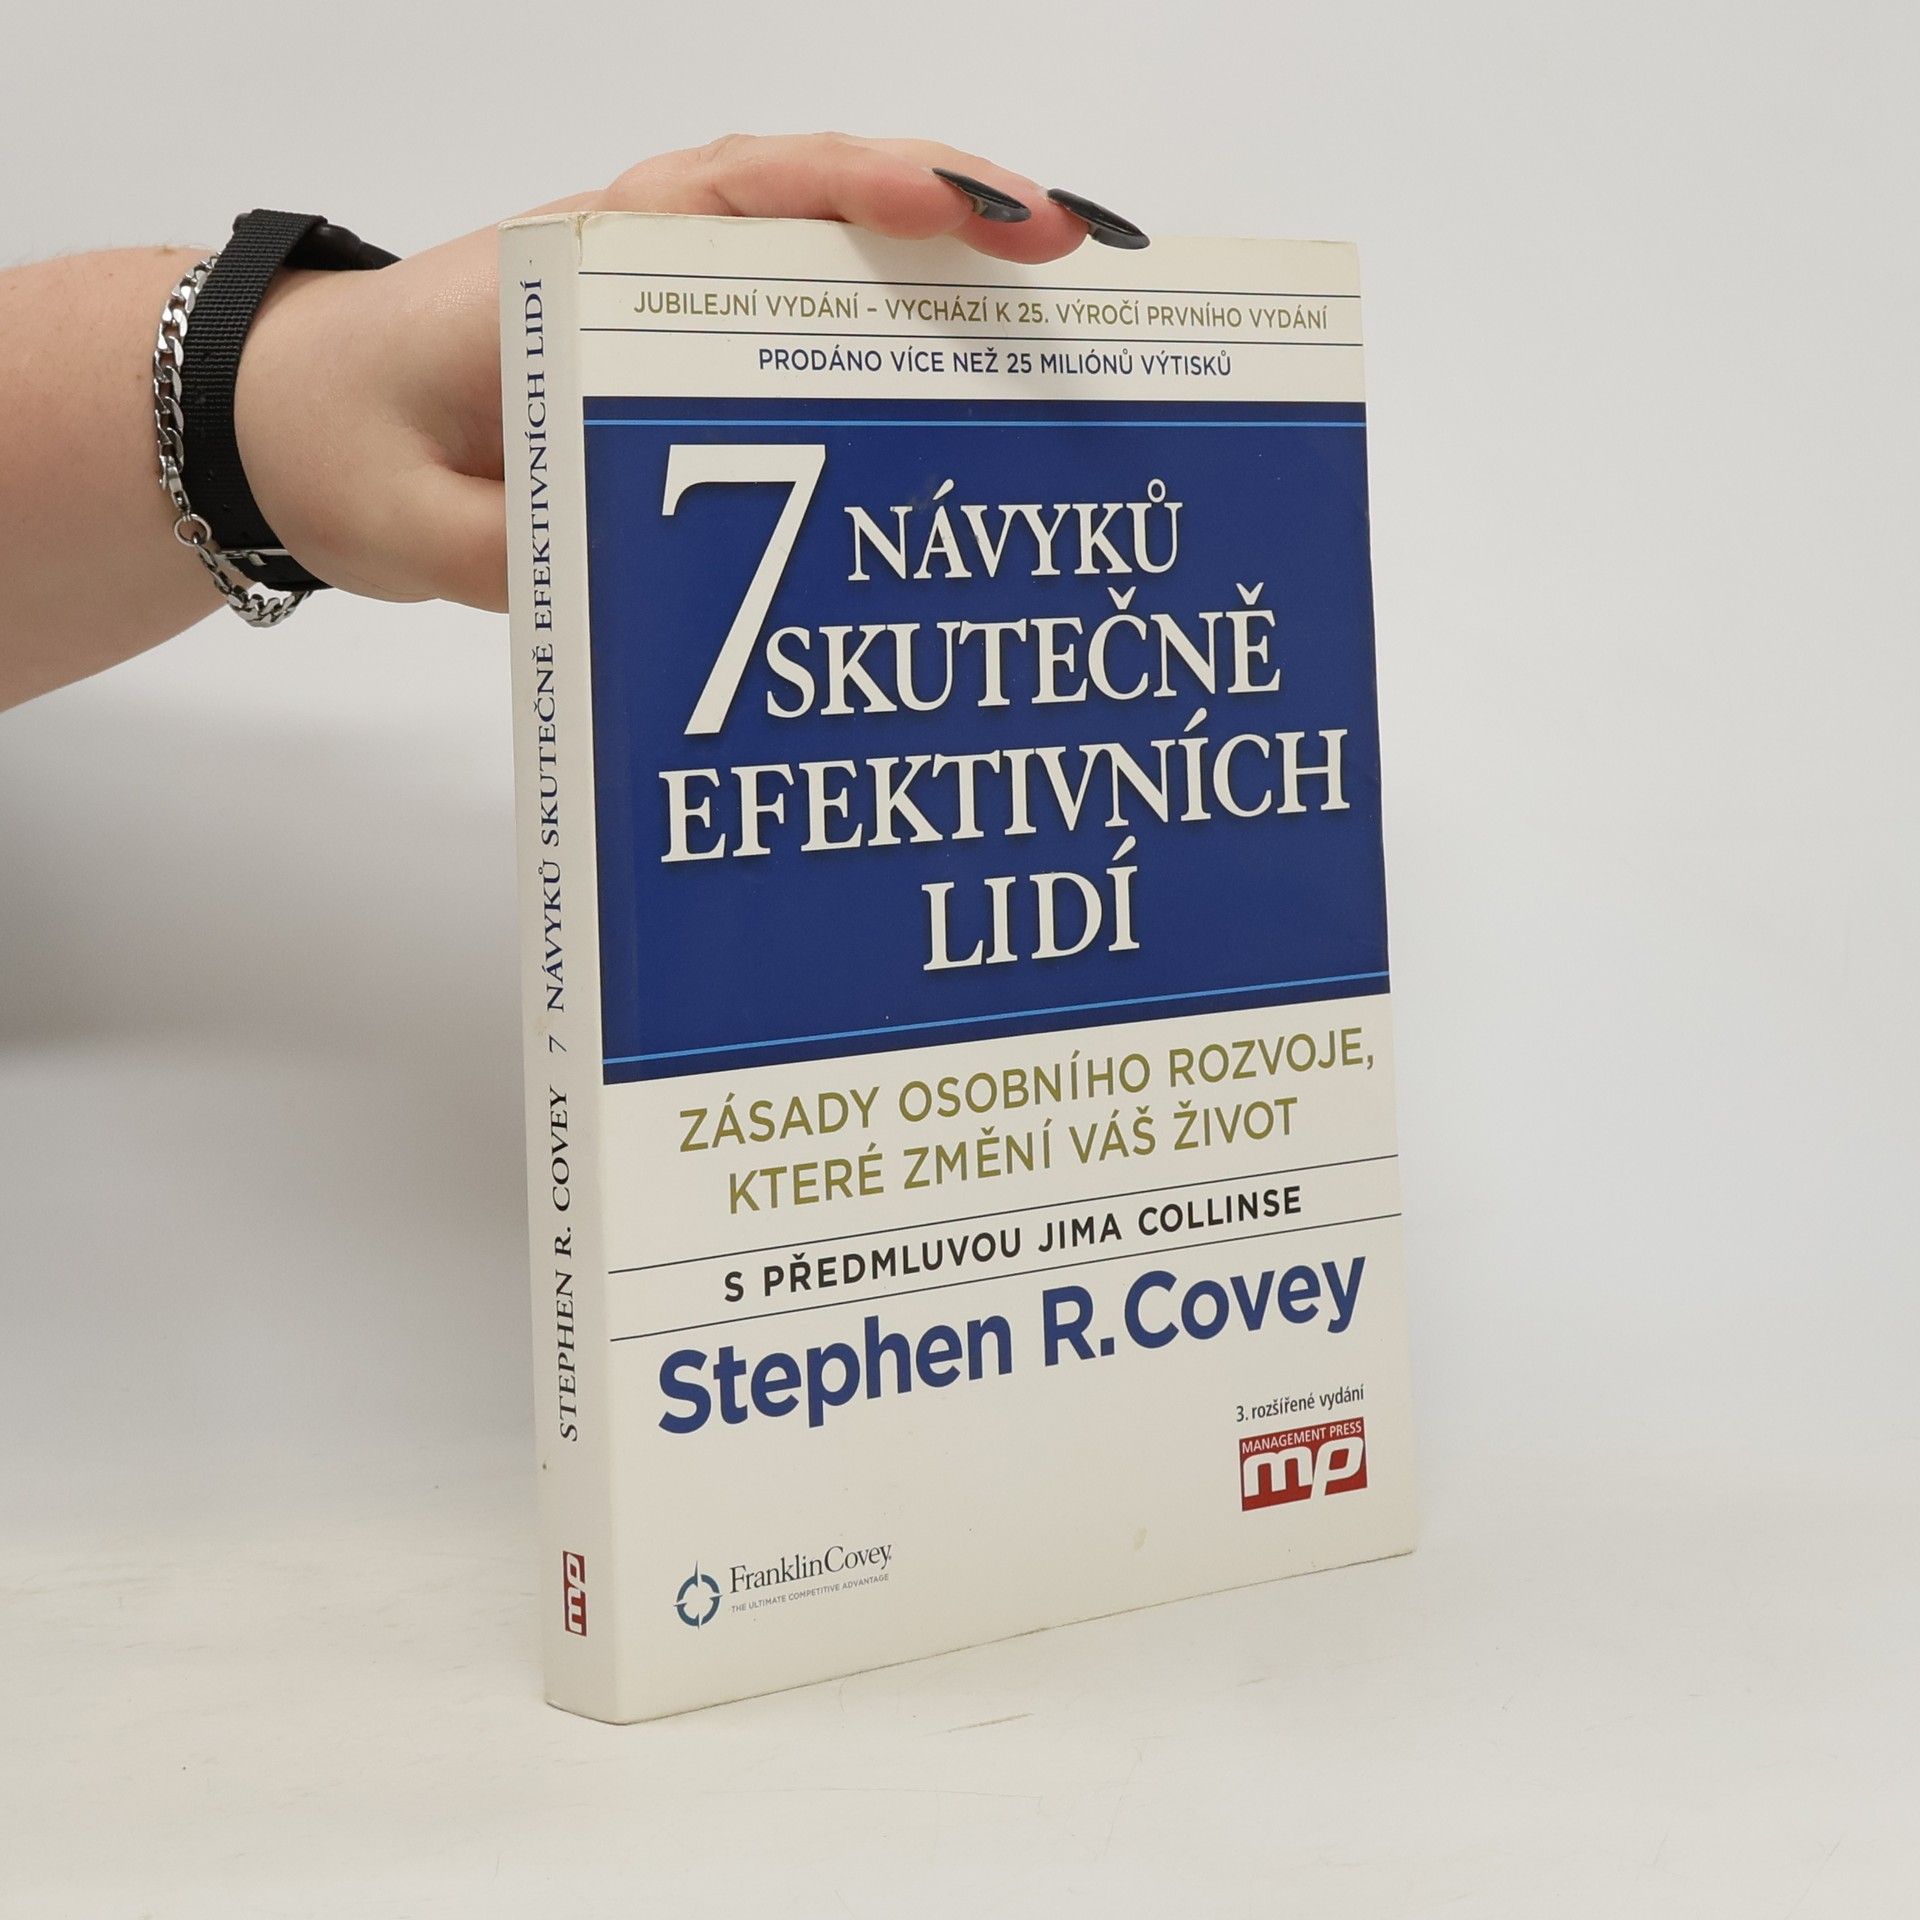 JUBILEJNÍ VYDÁNÍ – VYCHÁZÍ K 25. VÝROČÍ PRVNÍHO VYDÁNÍ
PRODÁNO VÍCE NEŽ 25 MILIÓNŮ VÝTISKŮ
7 NÁVYKŮ
SKUTEČNĚ
EFEKTIVNÍCH
LIDÍ
ZÁSADY OSOBNÍHO ROZVOJE,
KTERÉ ZMĚNÍ VÁŠ ŽIVOT
S PŘEDMLUVOU JIMA COLLINSE
Stephen R. Covey
3. rozšířené vydání
MANAGEMENT PRESS
mp
FranklinCovey
THE ULTIMATE COMPETITIVE ADVANTAGE
STEPHEN R. COVEY 7 NÁVYKŮ SKUTEČNĚ EFEKTIVNÍCH LIDÍ
mp